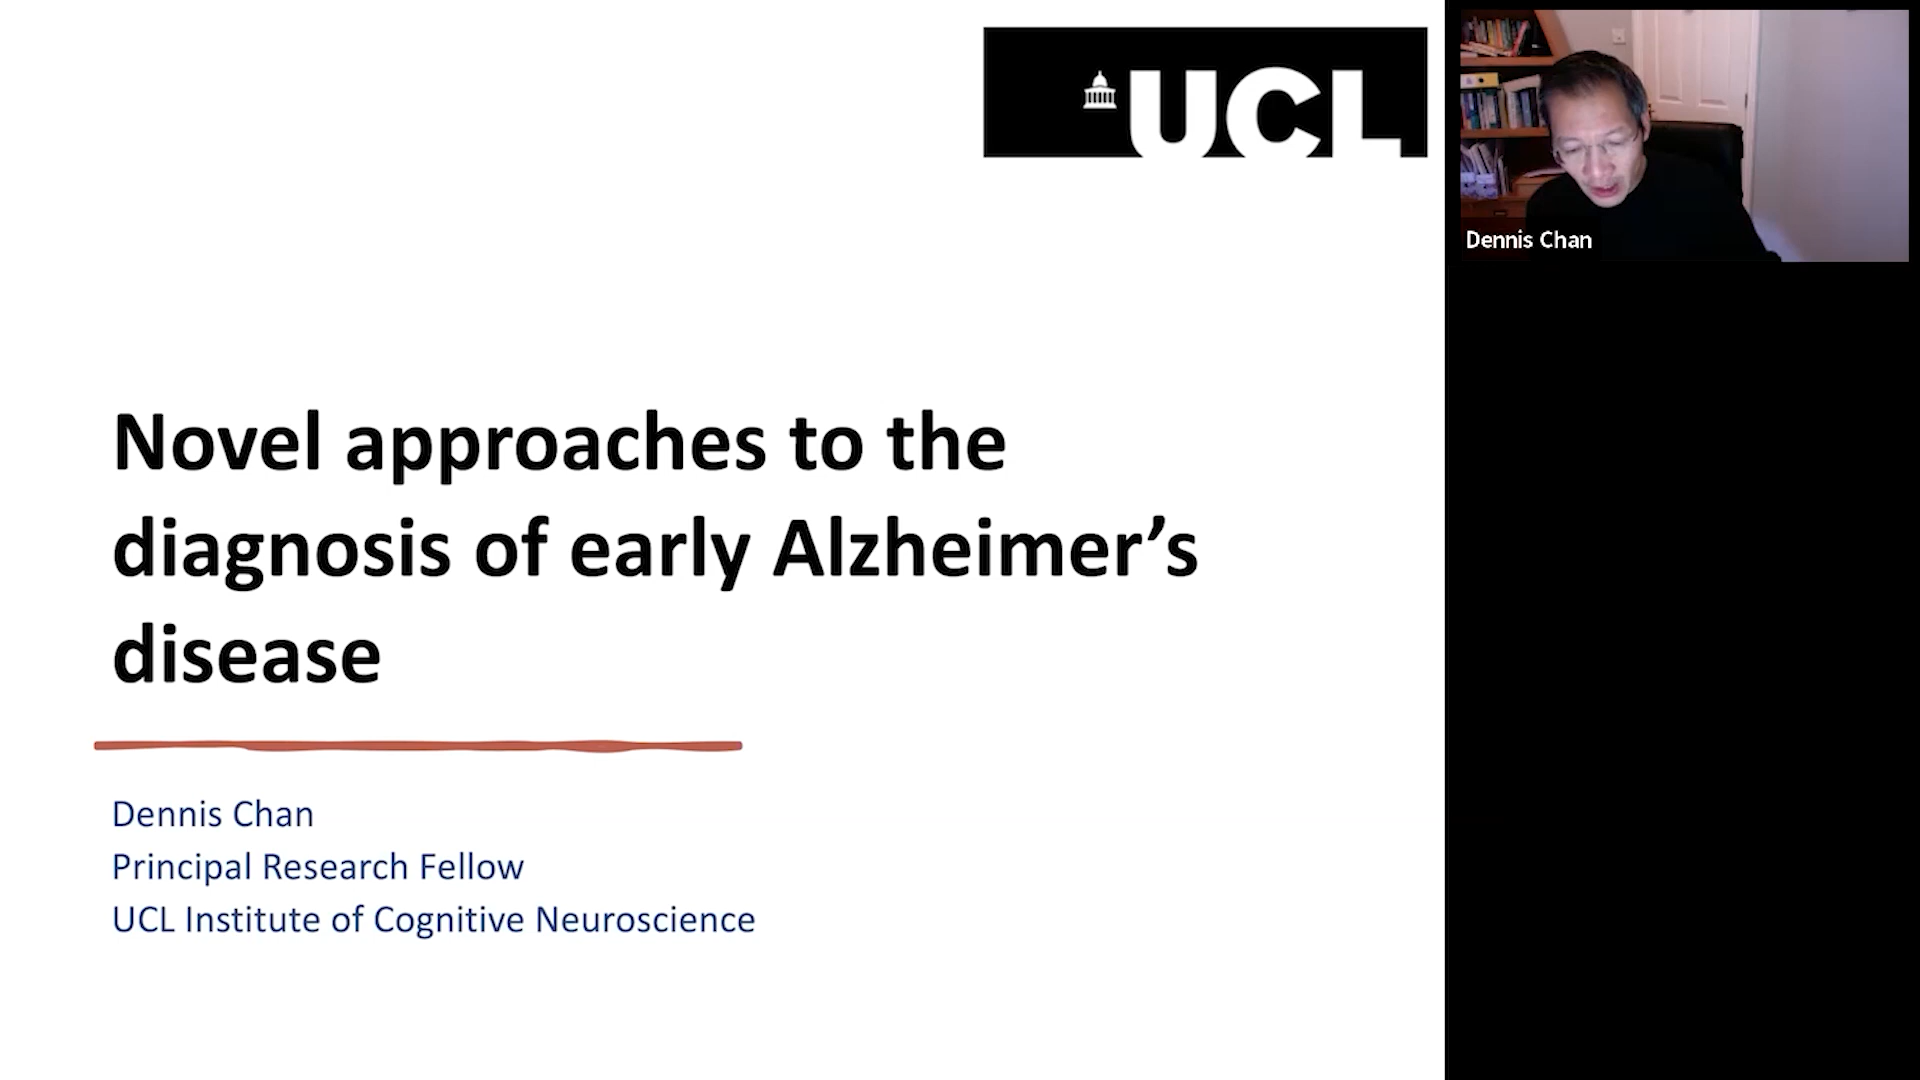 UCL
Dennis Chan
Novel approaches to the
diagnosis of early Alzheimer’s
disease
Dennis Chan
Principal Research Fellow
UCL Institute of Cognitive Neuroscience